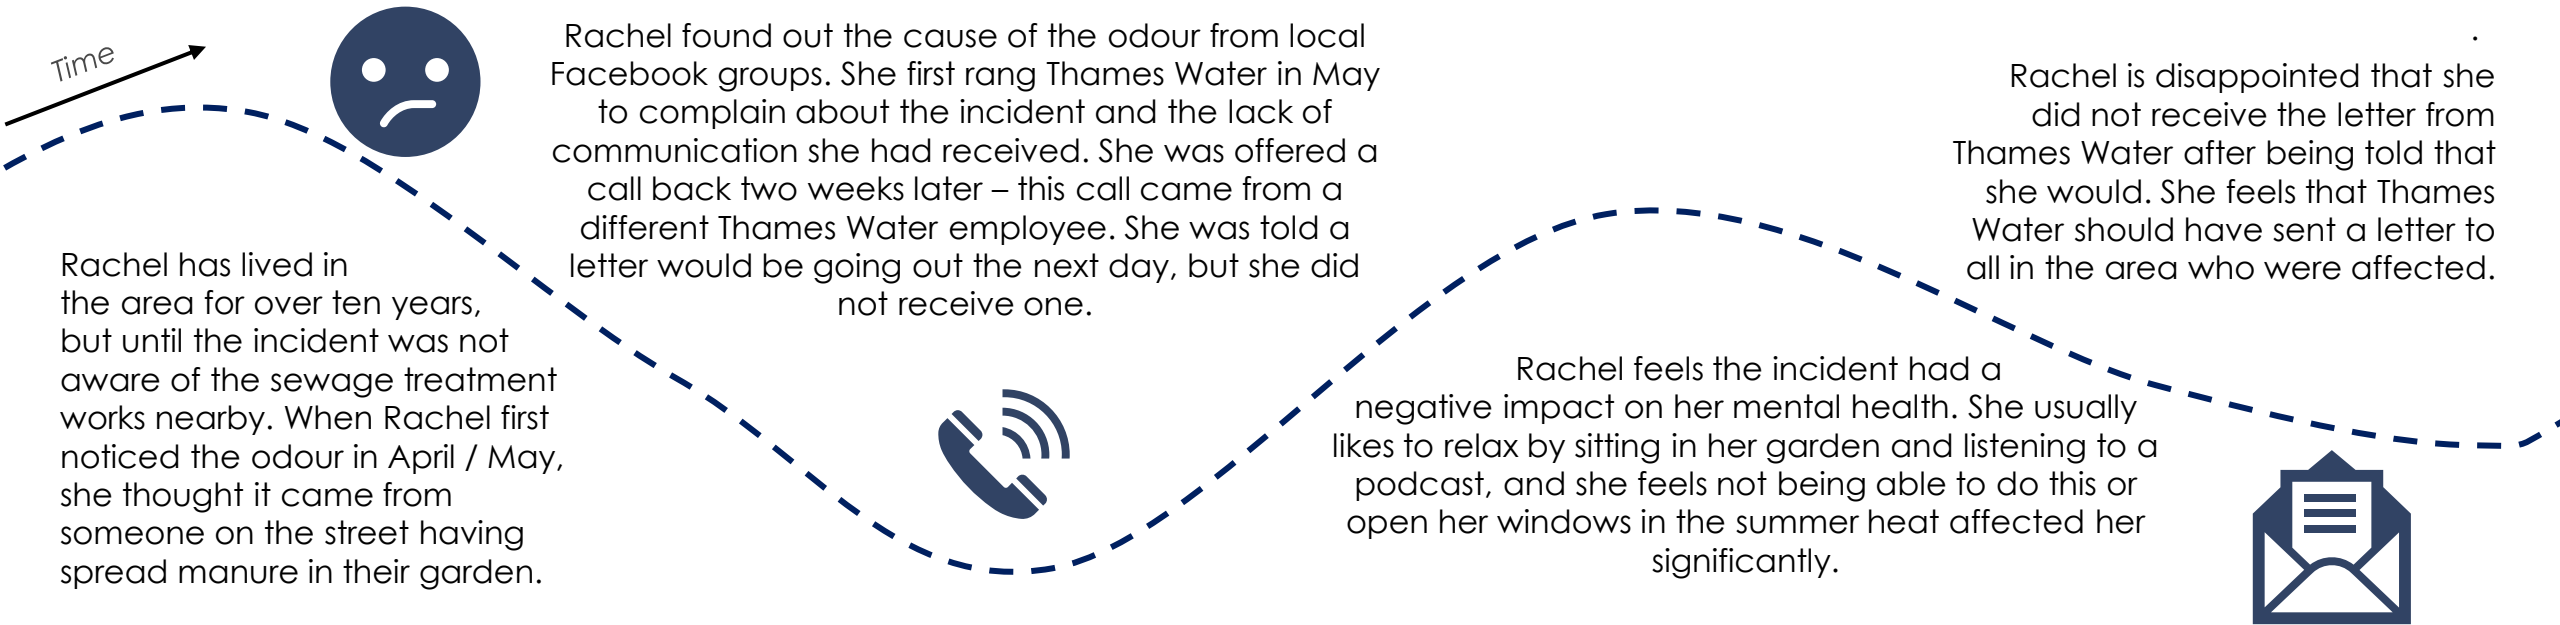 Time
Rachel has lived in
the area for over ten years,
but until the incident was not
aware of the sewage treatment
works nearby. When Rachel first
noticed the odour in April / May,
she thought it came from
someone on the street having
spread manure in their garden.
Rachel found out the cause of the odour from local
Facebook groups. She first rang Thames Water in May
to complain about the incident and the lack of
communication she had received. She was offered a
call back two weeks later – this call came from a
different Thames Water employee. She was told a
letter would be going out the next day, but she did
not receive one.
Rachel feels the incident had a
negative impact on her mental health. She usually
likes to relax by sitting in her garden and listening to a
podcast, and she feels not being able to do this or
open her windows in the summer heat affected her
significantly.
.
Rachel is disappointed that she
did not receive the letter from
Thames Water after being told that
she would. She feels that Thames
Water should have sent a letter to
all in the area who were affected.